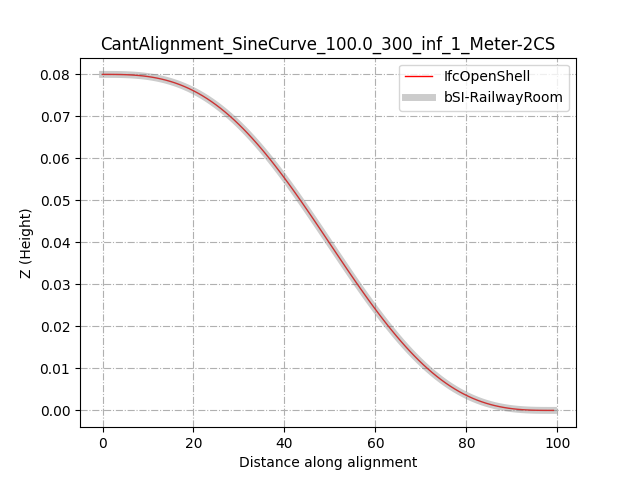 CantAlignment_SineCurve_100.0_300_inf_1_Meter-2CS
IfcOpenShell
bSI-RailwayRoom
Z (Height)
0.08
0.07
0.06
0.05
0.04
0.03
0.02
0.01
0.00
0 20 40 60 80 100
Distance along alignment